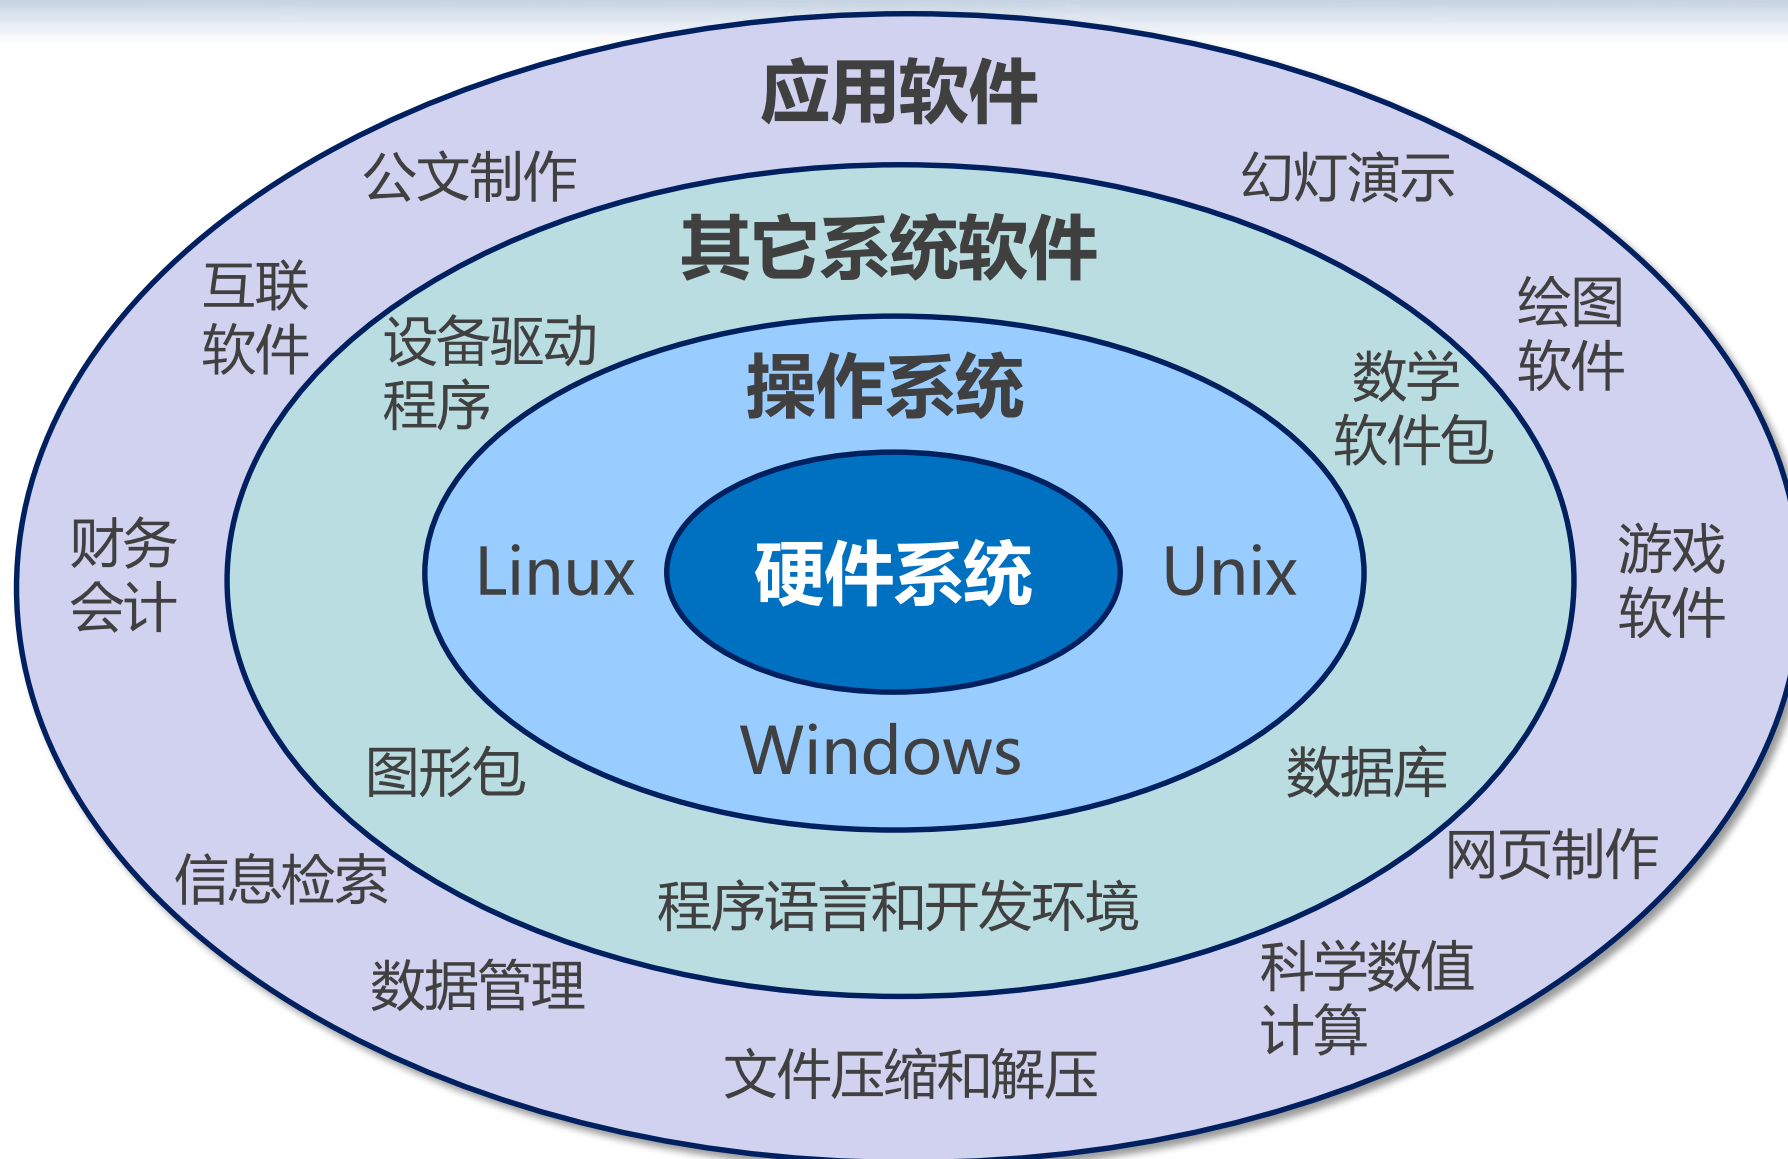 应用软件
公文制作
幻灯演示
其它系统软件
互联
软件
绘图
软件
设备驱动
程序
操作系统
数学
软件包
财务
会计
Linux
硬件系统
Unix
游戏
软件
Windows
图形包
数据库
信息检索
网页制作
程序语言和开发环境
数据管理
科学数值
计算
文件压缩和解压